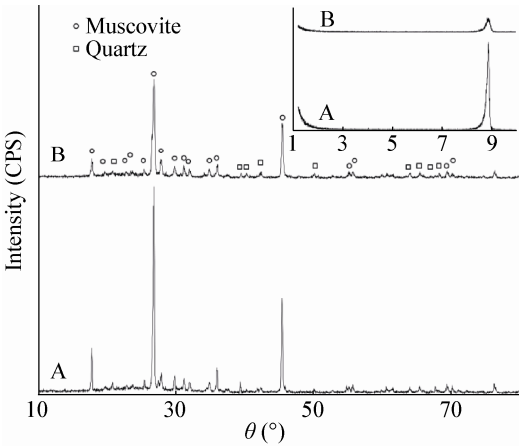 ○ Muscovite
□ Quartz
B
A
1 3 5 7 9
B
A
Intensity (CPS)
10 30 50 70
θ (°)